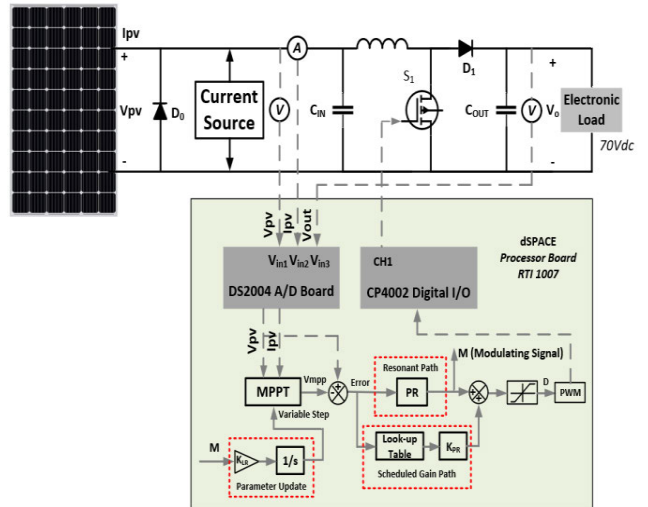 Ipv
+
Vpv
-
D0
Current
Source
A
V
CIN
S1
D1
COUT
+
V
Vo
-
Electronic
Load
70Vdc
Vpv
Ipv
Vout
Vin1 Vin2 Vin3
DS2004 A/D Board
CH1
CP4002 Digital I/O
dSPACE
Processor Board
RTI 1007
Vpv
Ipv
MPPT
Vmpp
Variable Step
+
-
Error
Resonant Path
PR
M (Modulating Signal)
+
+
D
PWM
Look-up
Table
KPR
Scheduled Gain Path
M
KLR
1/s
Parameter Update